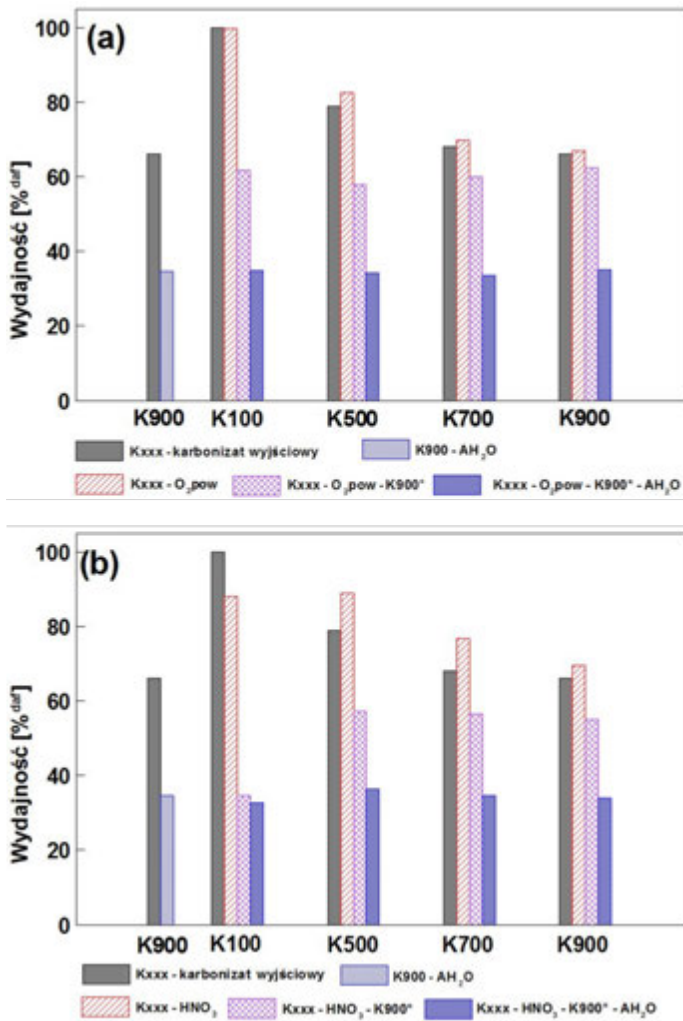 (a)
Wydajność [%daf]
100
80
60
40
20
0
K900 K100 K500 K700 K900
Kxxx - karbonizat wyjściowy K900 - AH2O
Kxxx - O2pow Kxxx - O2pow - K900* Kxxx - O2pow - K900* - AH2O
(b)
Wydajność [%daf]
100
80
60
40
20
0
K900 K100 K500 K700 K900
Kxxx - karbonizat wyjściowy K900 - AH2O
Kxxx - HNO3 Kxxx - HNO3 - K900* Kxxx - HNO3 - K900* - AH2O